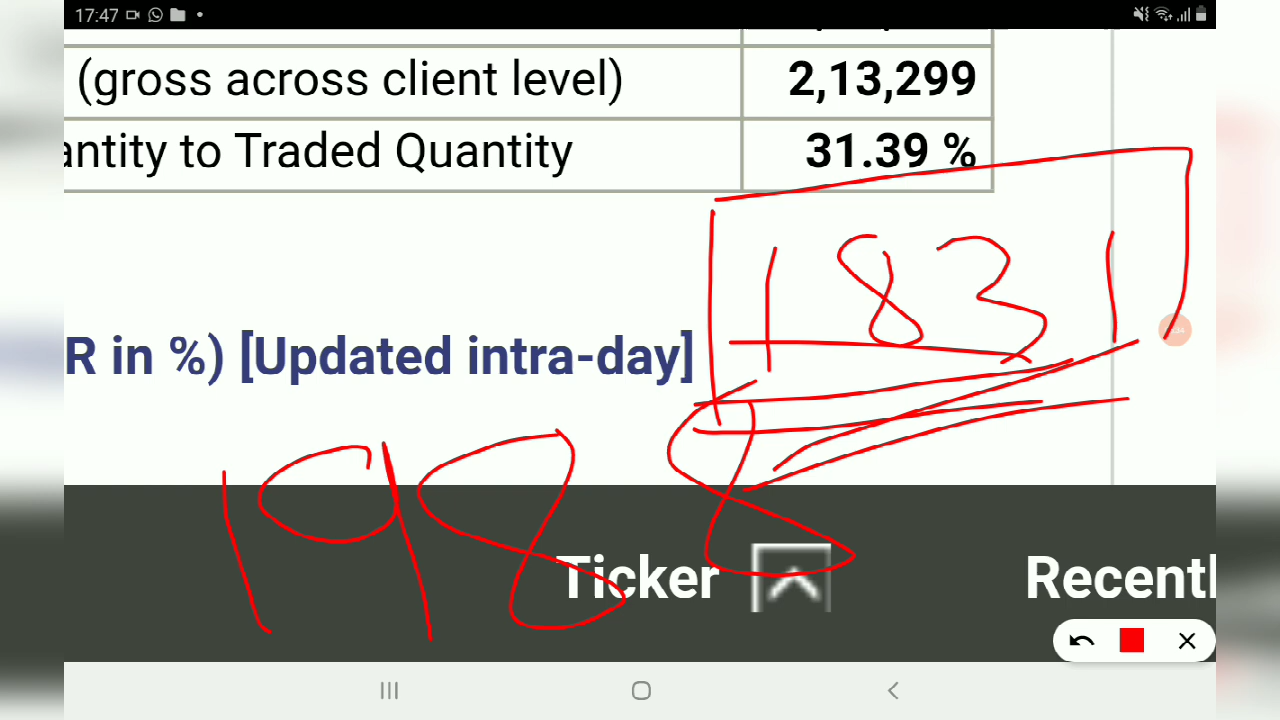 17:47
(gross across client level) 2,13,299
antity to Traded Quantity 31.39 %
1831
R in %) [Updated intra-day]
1988
Ticker Recentl